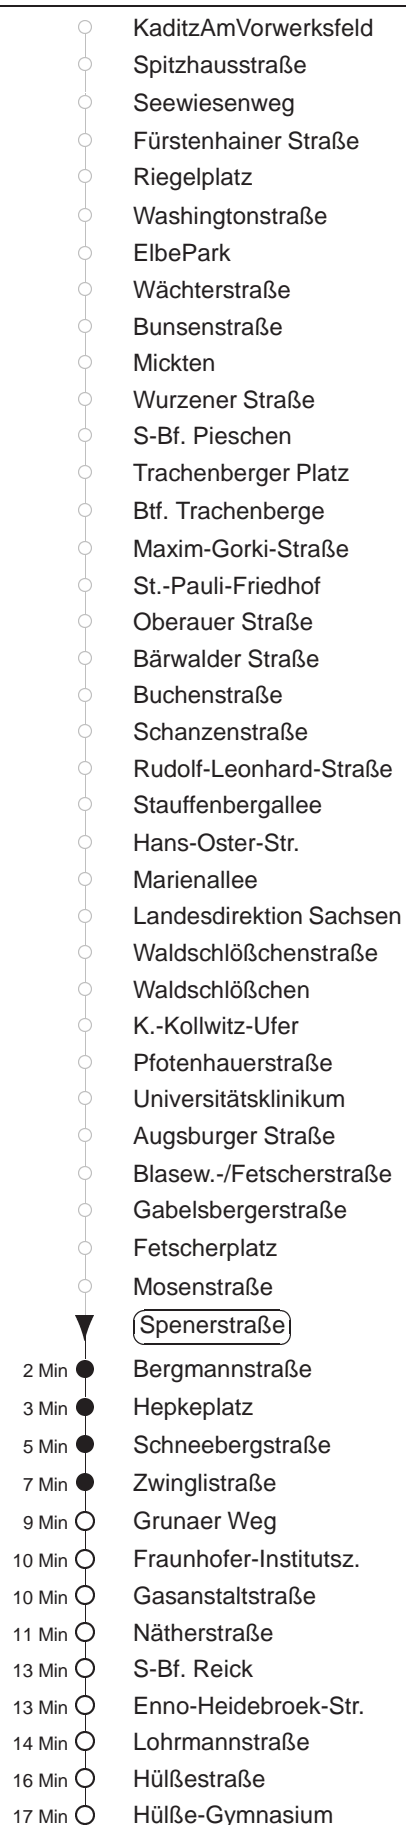 KaditzAmVorwerksfeld
Spitzhausstraße
Seewiesenweg
Fürstenhainer Straße
Riegelplatz
Washingtonstraße
ElbePark
Wächterstraße
Bunsenstraße
Mickten
Wurzener Straße
S-Bf. Pieschen
Trachenberger Platz
Btf. Trachenberge
Maxim-Gorki-Straße
St.-Pauli-Friedhof
Oberauer Straße
Bärwalder Straße
Buchenstraße
Schanzenstraße
Rudolf-Leonhard-Straße
Stauffenbergallee
Hans-Oster-Str.
Marienallee
Landesdirektion Sachsen
Waldschlößchenstraße
Waldschlößchen
K.-Kollwitz-Ufer
Pfotenhauerstraße
Universitätsklinikum
Augsburger Straße
Blasew.-/Fetscherstraße
Gabelsbergerstraße
Fetscherplatz
Mosenstraße
Spenerstraße
2 Min Bergmannstraße
3 Min Hepkeplatz
5 Min Schneebergstraße
7 Min Zwinglistraße
9 Min Grunaer Weg
10 Min Fraunhofer-Institutsz.
10 Min Gasanstaltstraße
11 Min Nätherstraße
13 Min S-Bf. Reick
13 Min Enno-Heidebroek-Str.
14 Min Lohrmannstraße
16 Min Hülßestraße
17 Min Hülße-Gymnasium